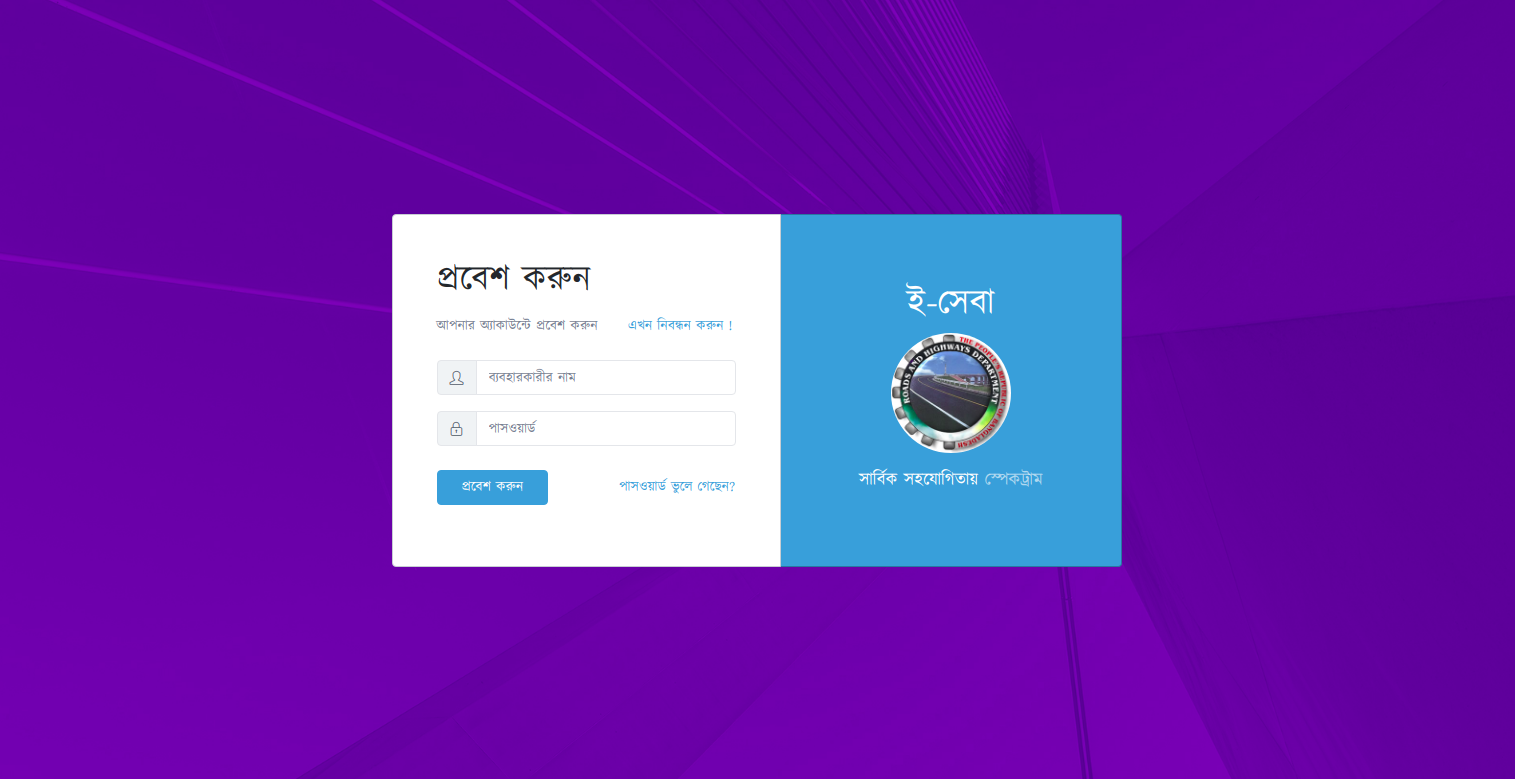 প্রবেশ করুন
আপনার অ্যাকাউন্টে প্রবেশ করুন
এখন নিবন্ধন করুন !
ব্যবহারকারীর নাম
পাসওয়ার্ড
প্রবেশ করুন
পাসওয়ার্ড ভুলে গেছেন?
ই-সেবা
ROADS AND HIGHWAYS DEPARTMENT
THE PEOPLE'S REPUBLIC OF BANGLADESH
সার্বিক সহযোগিতায় স্পেকট্রাম